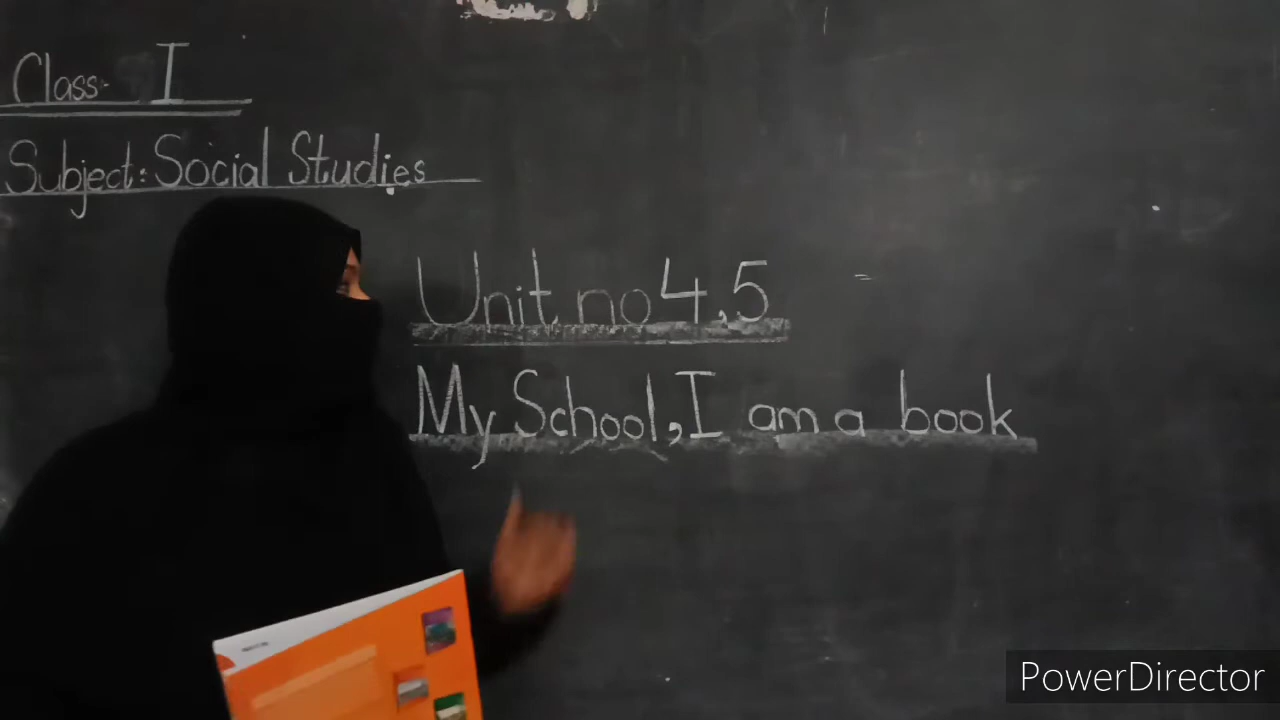 Class- I
Subject: Social Studies
Unit no 4,5
My School, I am a book
PowerDirector